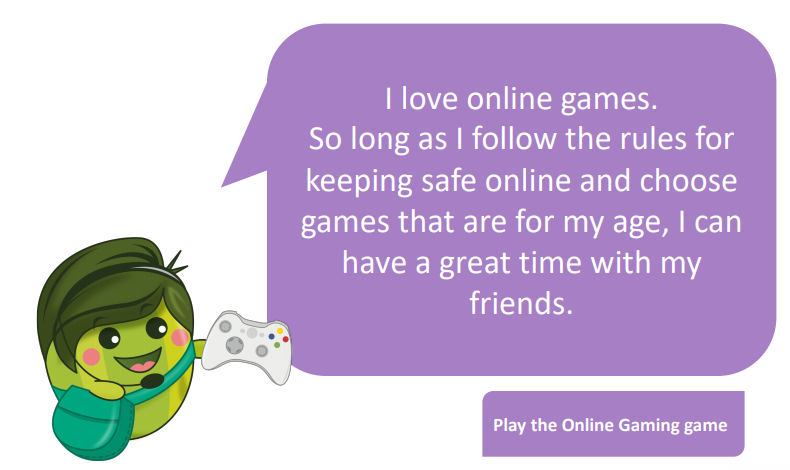 I love online games.
So long as I follow the rules for
keeping safe online and choose
games that are for my age, I can
have a great time with my
friends.
Play the Online Gaming game